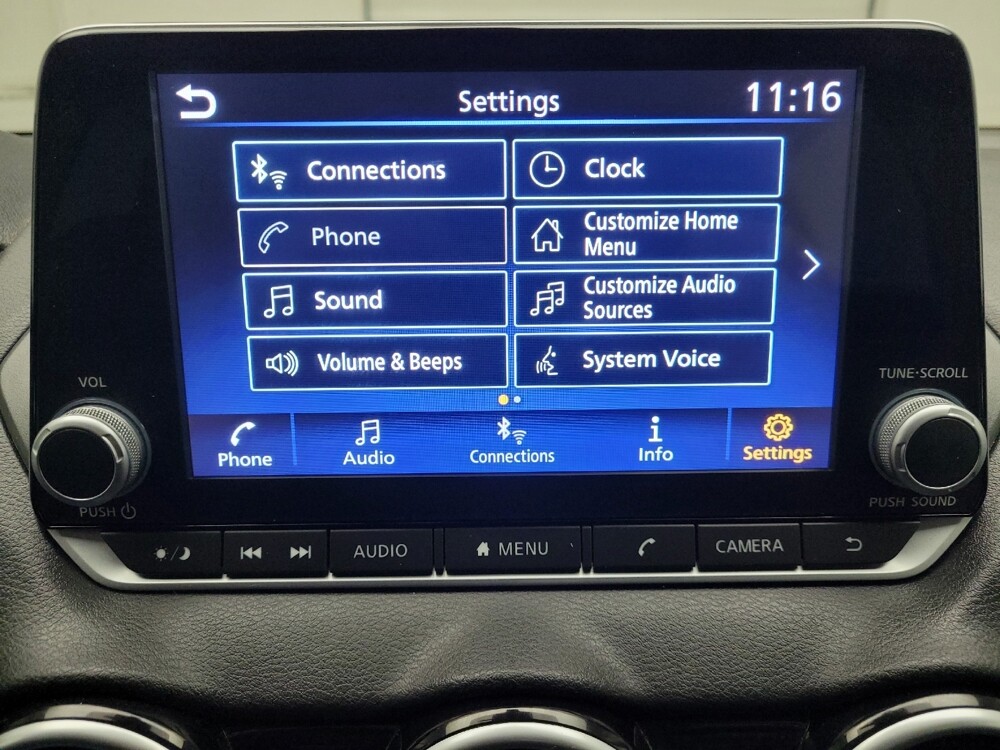 Settings
11:16
Connections
Clock
Phone
Customize Home
Menu
Sound
Customize Audio
Sources
Volume & Beeps
System Voice
VOL
TUNE·SCROLL
Phone
Audio
Connections
Info
Settings
PUSH
PUSH SOUND
AUDIO
MENU
CAMERA